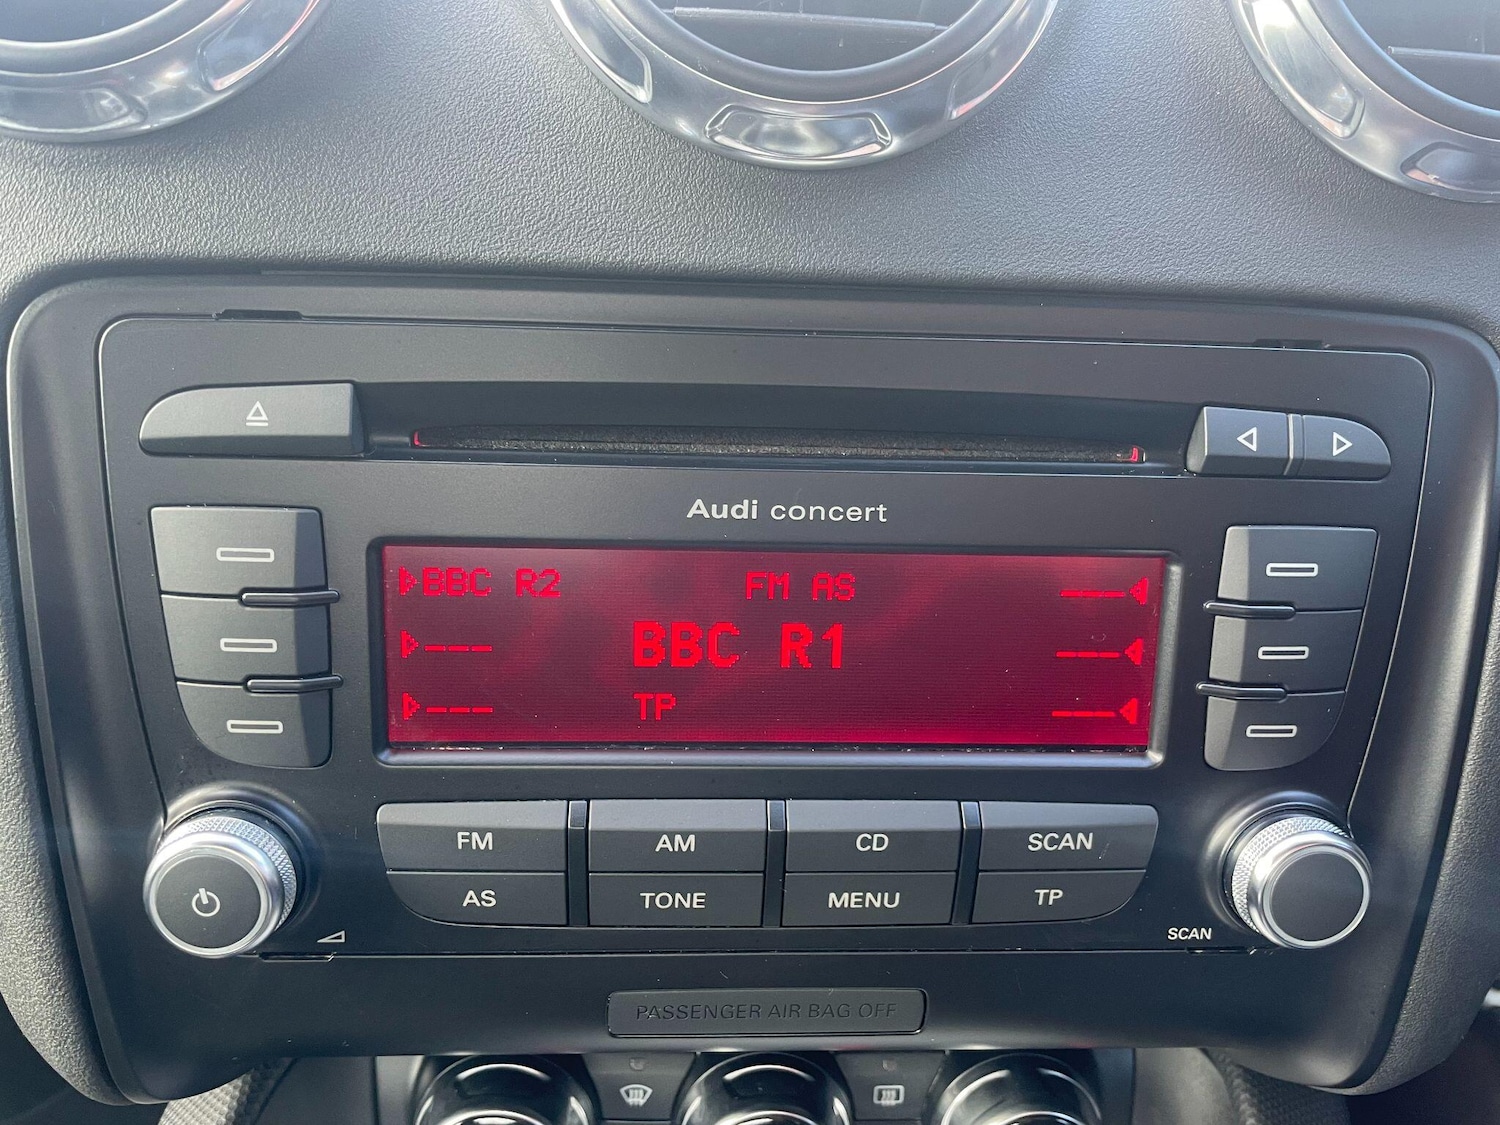 Audi concert
BBC R2 FM AS ---
--- BBC R1 ---
--- TP ---
FM AM CD SCAN
AS TONE MENU TP
SCAN
PASSENGER AIR BAG OFF